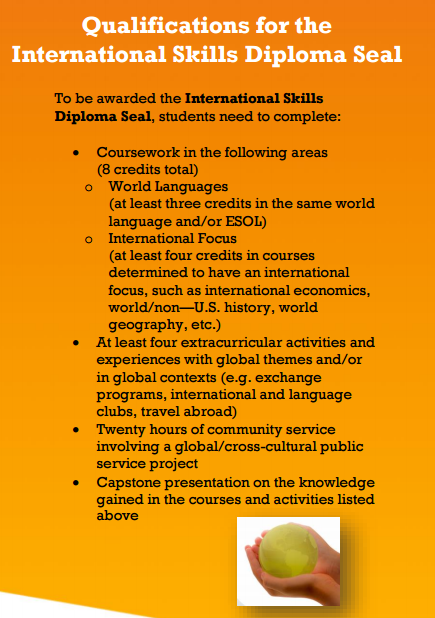 Qualifications for the
International Skills Diploma Seal
To be awarded the International Skills
Diploma Seal, students need to complete:
• Coursework in the following areas
(8 credits total)
o World Languages
(at least three credits in the same world
language and/or ESOL)
o International Focus
(at least four credits in courses
determined to have an international
focus, such as international economics,
world/non—U.S. history, world
geography, etc.)
• At least four extracurricular activities and
experiences with global themes and/or
in global contexts (e.g. exchange
programs, international and language
clubs, travel abroad)
• Twenty hours of community service
involving a global/cross-cultural public
service project
• Capstone presentation on the knowledge
gained in the courses and activities listed
above